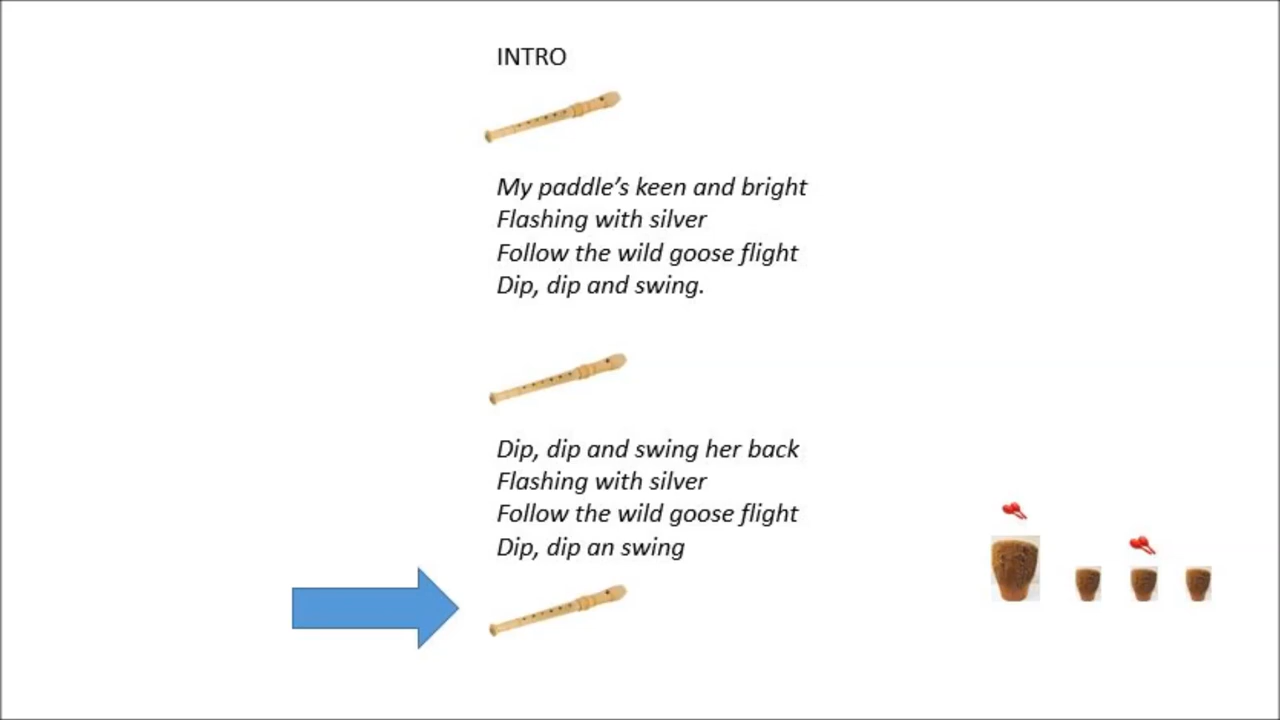 INTRO
My paddle's keen and bright
Flashing with silver
Follow the wild goose flight
Dip, dip and swing.
Dip, dip and swing her back
Flashing with silver
Follow the wild goose flight
Dip, dip an swing